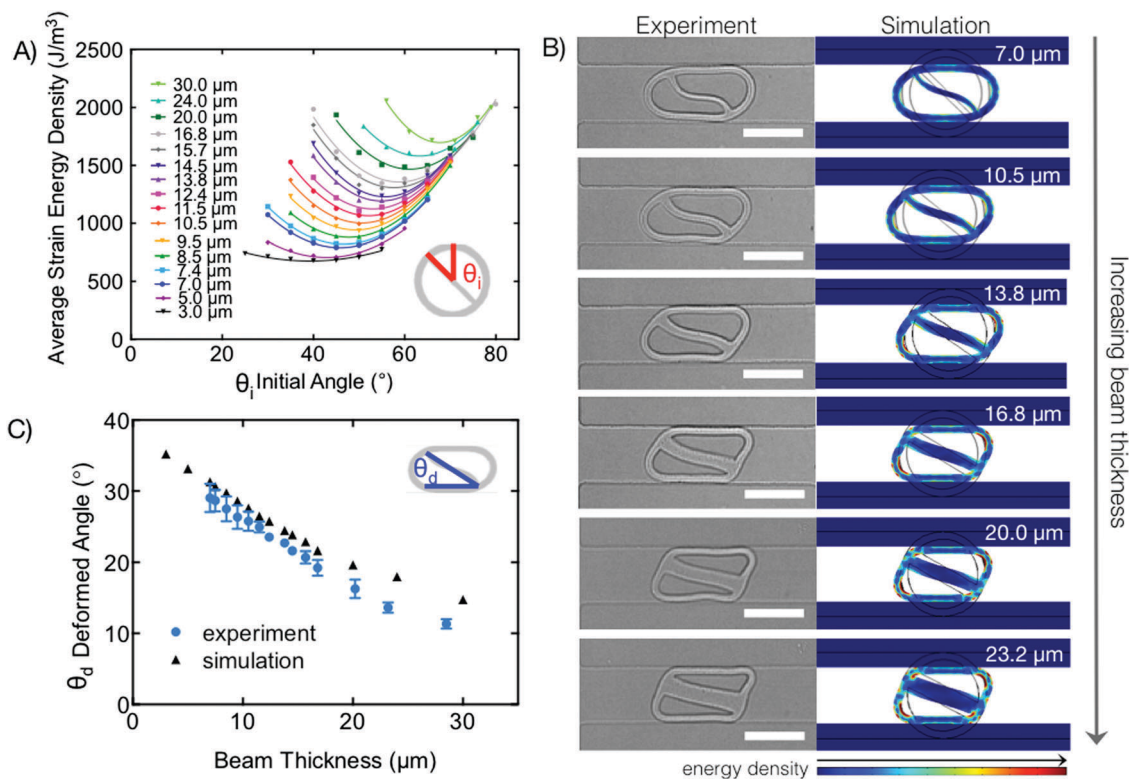 A)
Average Strain Energy Density (J/m³)
2500
2000
1500
1000
500
0
30.0 µm
24.0 µm
20.0 µm
16.8 µm
15.7 µm
14.5 µm
13.8 µm
12.4 µm
11.5 µm
10.5 µm
9.5 µm
8.5 µm
7.4 µm
7.0 µm
5.0 µm
3.0 µm
θi
0 20 40 60 80
θi Initial Angle (°)
B)
Experiment Simulation
7.0 µm
10.5 µm
13.8 µm
16.8 µm
20.0 µm
23.2 µm
Increasing beam thickness
energy density
C)
θd Deformed Angle (°)
40
30
20
10
0
θd
experiment
simulation
0 10 20 30
Beam Thickness (µm)